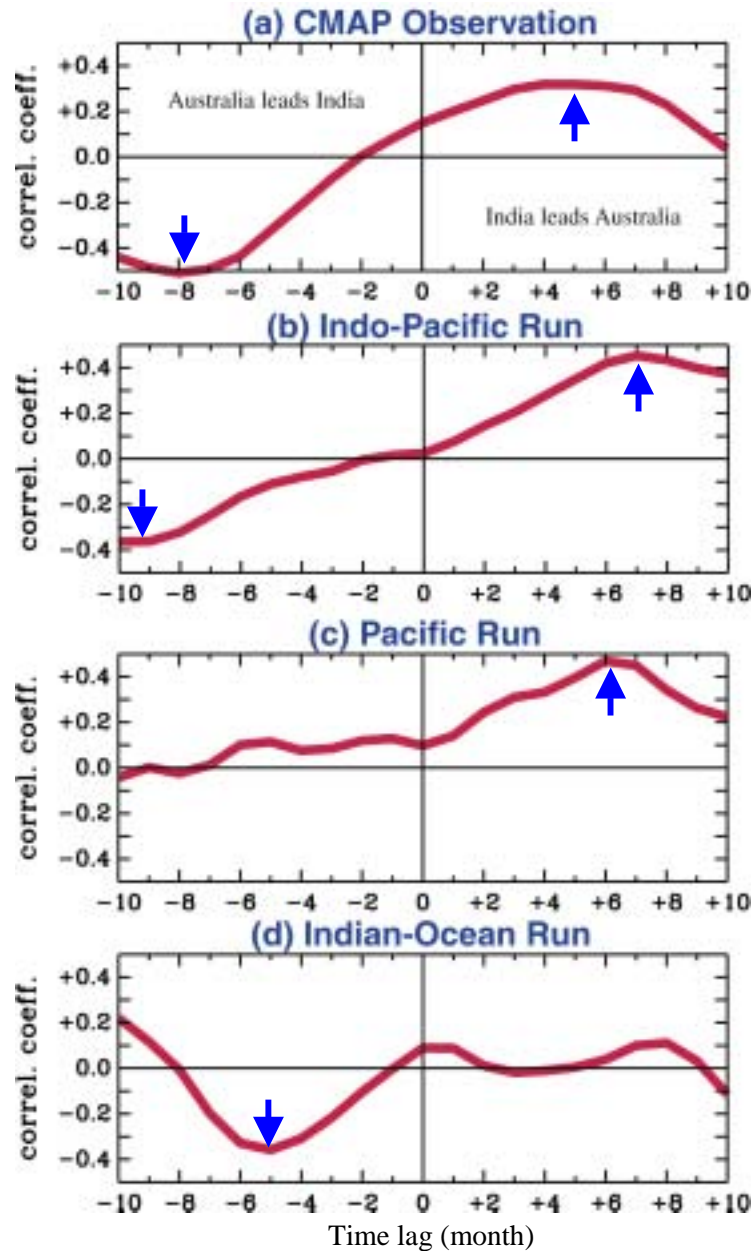 (a) CMAP Observation
correl. coeff.
+0.4
+0.2
0.0
-0.2
-0.4
Australia leads India
India leads Australia
-10 -8 -6 -4 -2 0 +2 +4 +6 +8 +10
(b) Indo-Pacific Run
correl. coeff.
+0.4
+0.2
0.0
-0.2
-0.4
-10 -8 -6 -4 -2 0 +2 +4 +6 +8 +10
(c) Pacific Run
correl. coeff.
+0.4
+0.2
0.0
-0.2
-0.4
-10 -8 -6 -4 -2 0 +2 +4 +6 +8 +10
(d) Indian-Ocean Run
correl. coeff.
+0.4
+0.2
0.0
-0.2
-0.4
-10 -8 -6 -4 -2 0 +2 +4 +6 +8 +10
Time lag (month)